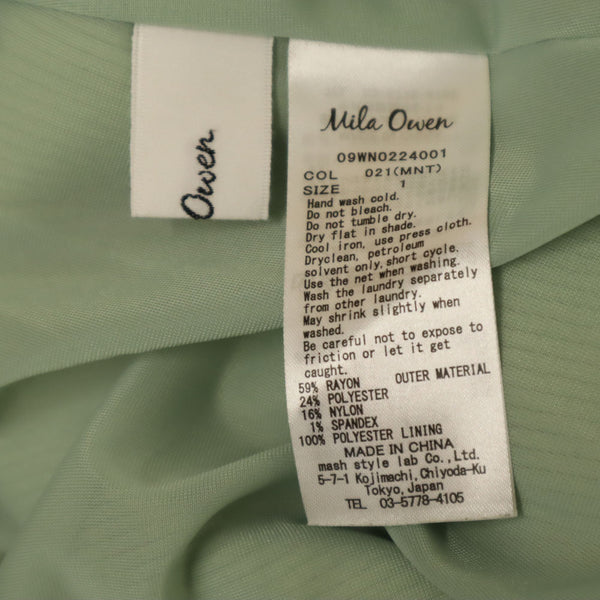 Owen
Mila Owen
09WN0224001
COL 021(MNT)
SIZE 1
Hand wash cold.
Do not bleach.
Do not tumble dry.
Dry flat in shade.
Cool iron, use press cloth.
Dryclean, petroleum
solvent only, short cycle.
Use the net when washing.
Wash the laundry separately
from other laundry.
May shrink slightly when
washed.
Be careful not to expose to
friction or let it get
caught.
59% RAYON OUTER MATERIAL
24% POLYESTER
16% NYLON
1% SPANDEX
100% POLYESTER LINING
MADE IN CHINA
mash style lab Co.,Ltd.
5-7-1 Kojimachi,Chiyoda-Ku
Tokyo,Japan
TEL 03-5778-4105